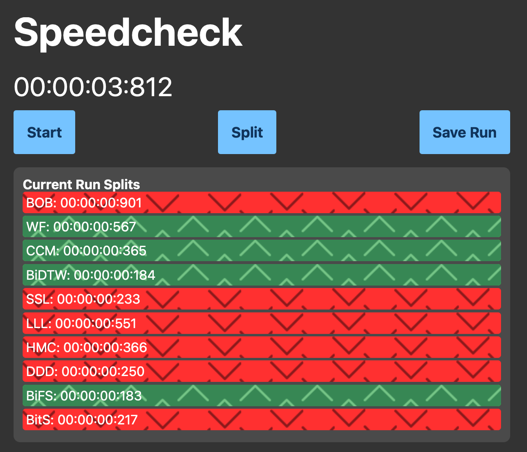 Speedcheck
00:00:03:812
Start
Split
Save Run
Current Run Splits
BOB: 00:00:00:901
WF: 00:00:00:567
CCM: 00:00:00:365
BiDTW: 00:00:00:184
SSL: 00:00:00:233
LLL: 00:00:00:551
HMC: 00:00:00:366
DDD: 00:00:00:250
BiFS: 00:00:00:183
BitS: 00:00:00:217